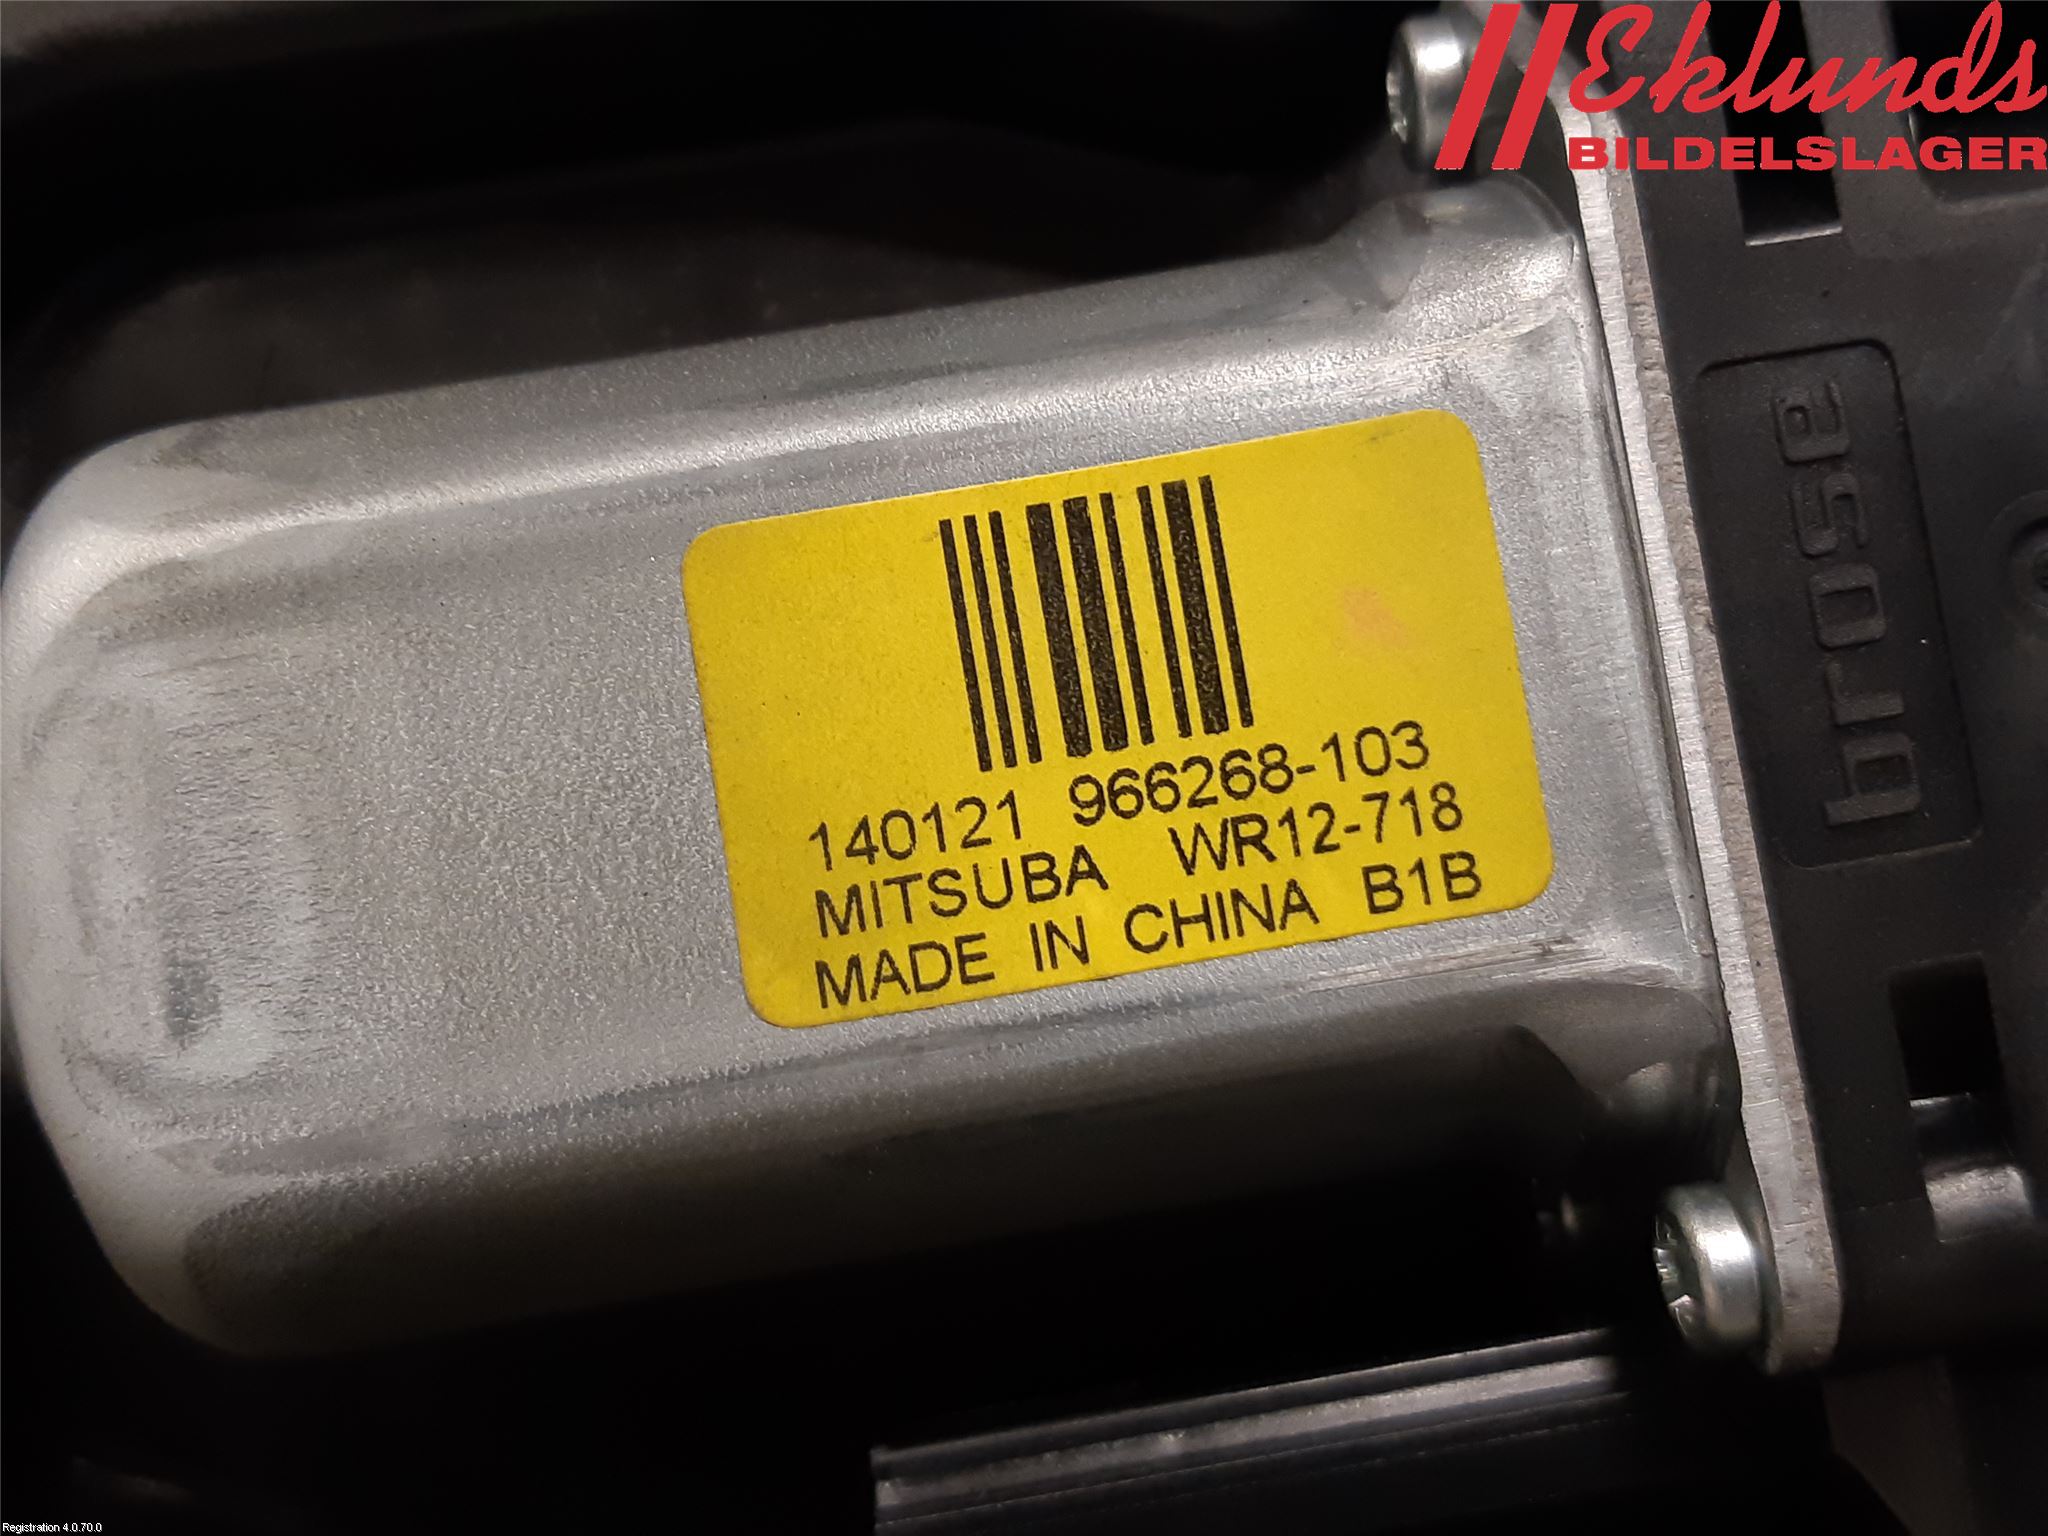 Eklunds
BILDELSLAGER
brose
140121 966268-103
MITSUBA WR12-718
MADE IN CHINA B1B
Registration 4.0.70.0